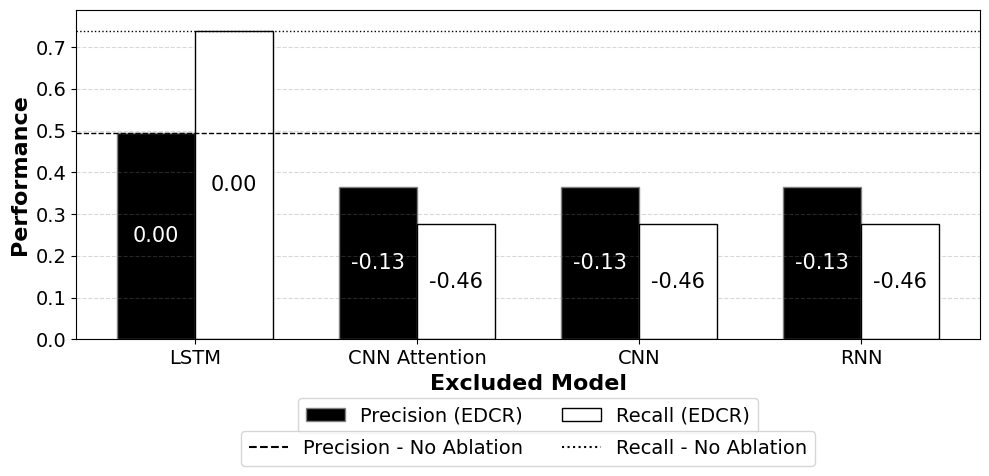 Performance
0.7
0.6
0.5
0.4
0.3
0.2
0.1
0.0
0.00
0.00
-0.13
-0.46
-0.13
-0.46
-0.13
-0.46
LSTM
CNN Attention
CNN
RNN
Excluded Model
Precision (EDCR)
Recall (EDCR)
Precision - No Ablation
Recall - No Ablation